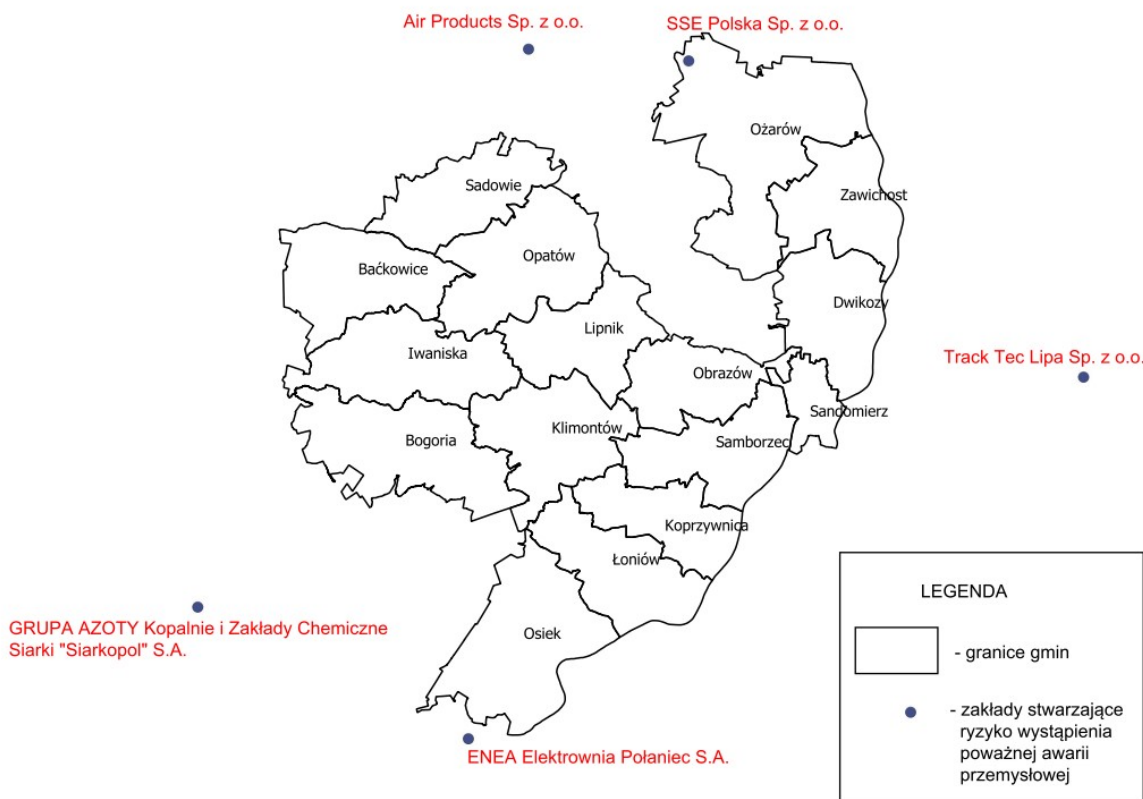 Air Products Sp. z o.o.
SSE Polska Sp. z o.o.
Ożarów
Sadowie
Zawichost
Opatów
Baćkowice
Dwikozy
Lipnik
Iwaniska
Track Tec Lipa Sp. z o.o.
Obrazów
Sandomierz
Klimontów
Bogoria
Samborzec
Koprzywnica
Łoniów
GRUPA AZOTY Kopalnie i Zakłady Chemiczne
Siarki "Siarkopol" S.A.
Osiek
ENEA Elektrownia Połaniec S.A.
LEGENDA
- granice gmin
- zakłady stwarzające
ryzyko wystąpienia
poważnej awarii
przemysłowej